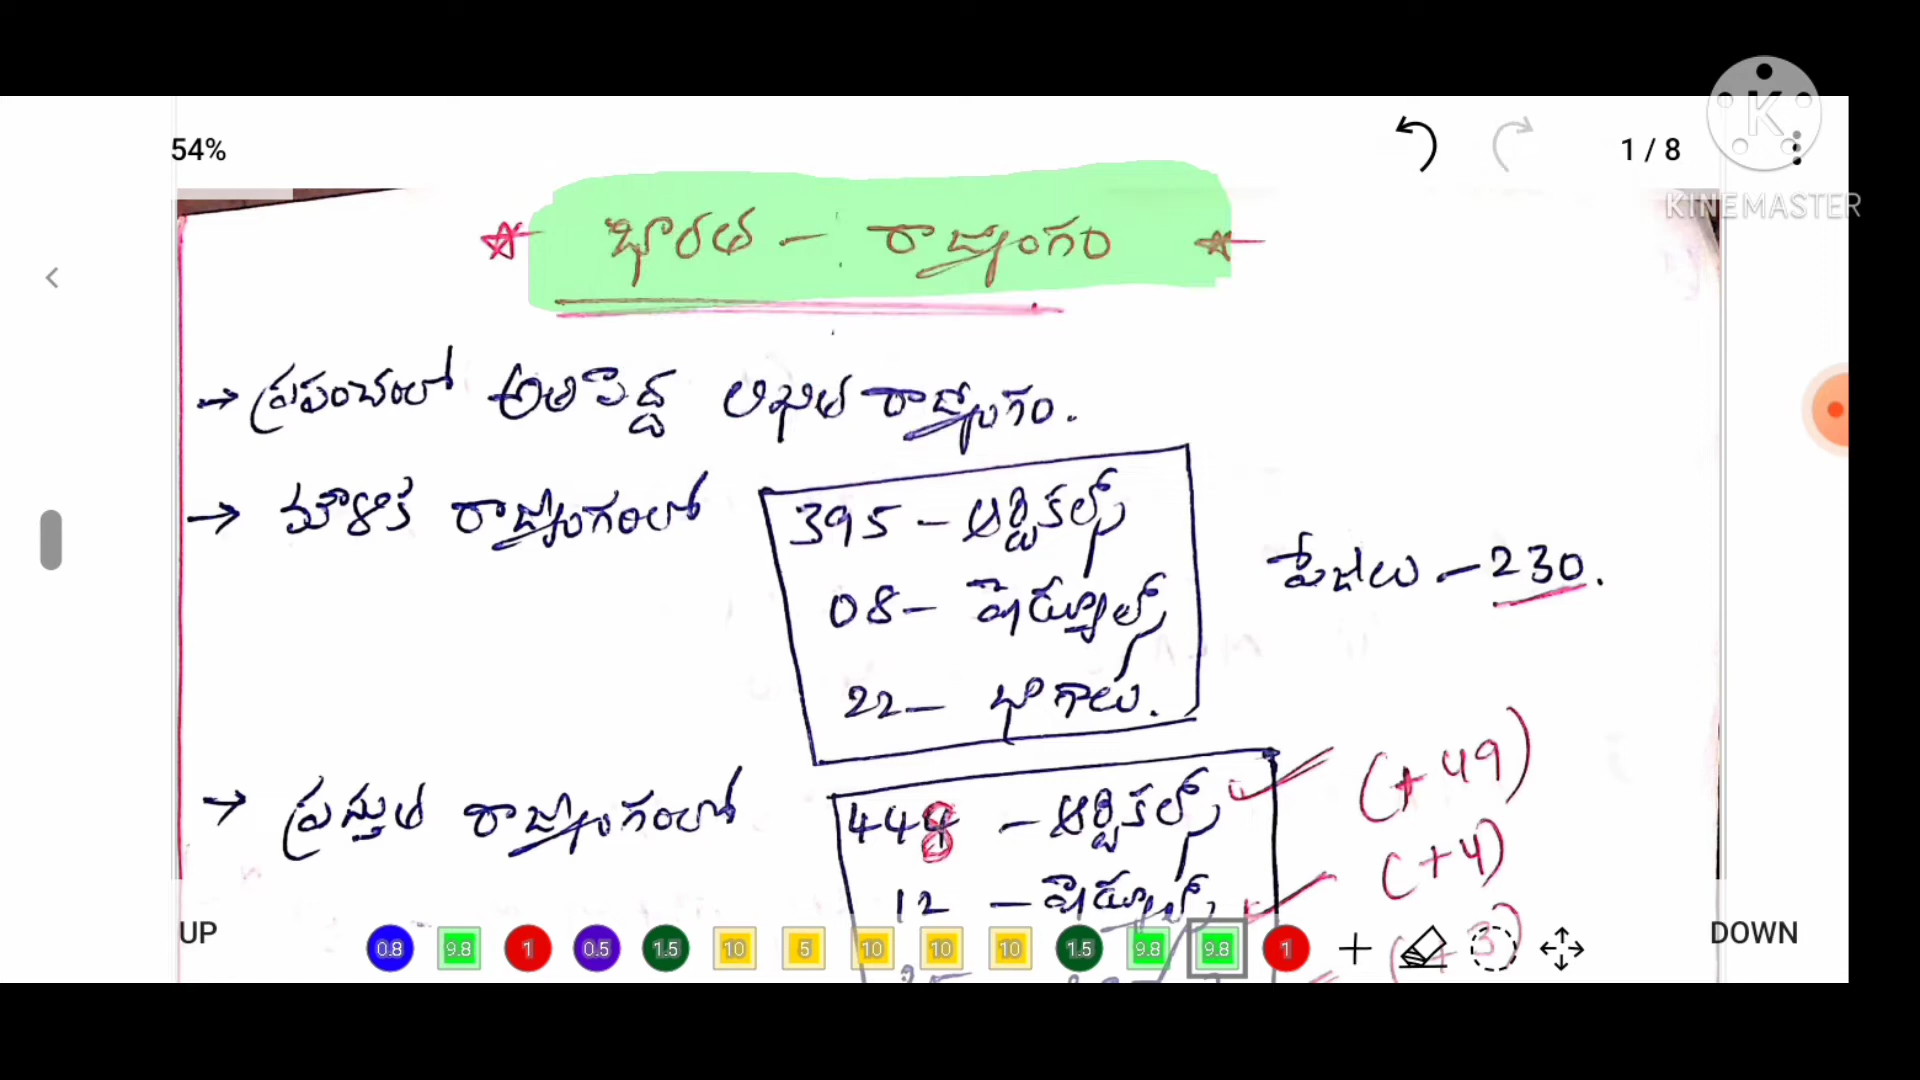 54%
1 / 8
KINEMASTER
భారత - రాజ్యాంగం
→ ప్రపంచంలో అతిపెద్ద లిఖిత రాజ్యాంగం.
→ మౌళిక రాజ్యాంగంలో
395 - ఆర్టికల్స్
08 - షెడ్యూల్స్
22 - భాగాలు.
పేజీలు - 230.
→ ప్రస్తుత రాజ్యాంగంలో
448 - ఆర్టికల్స్ (+49)
12 - షెడ్యూల్స్ (+4)
(+3)
UP
DOWN
0.8 9.8 1 0.5 1.5 10 5 10 10 10 1.5 9.8 9.8 1